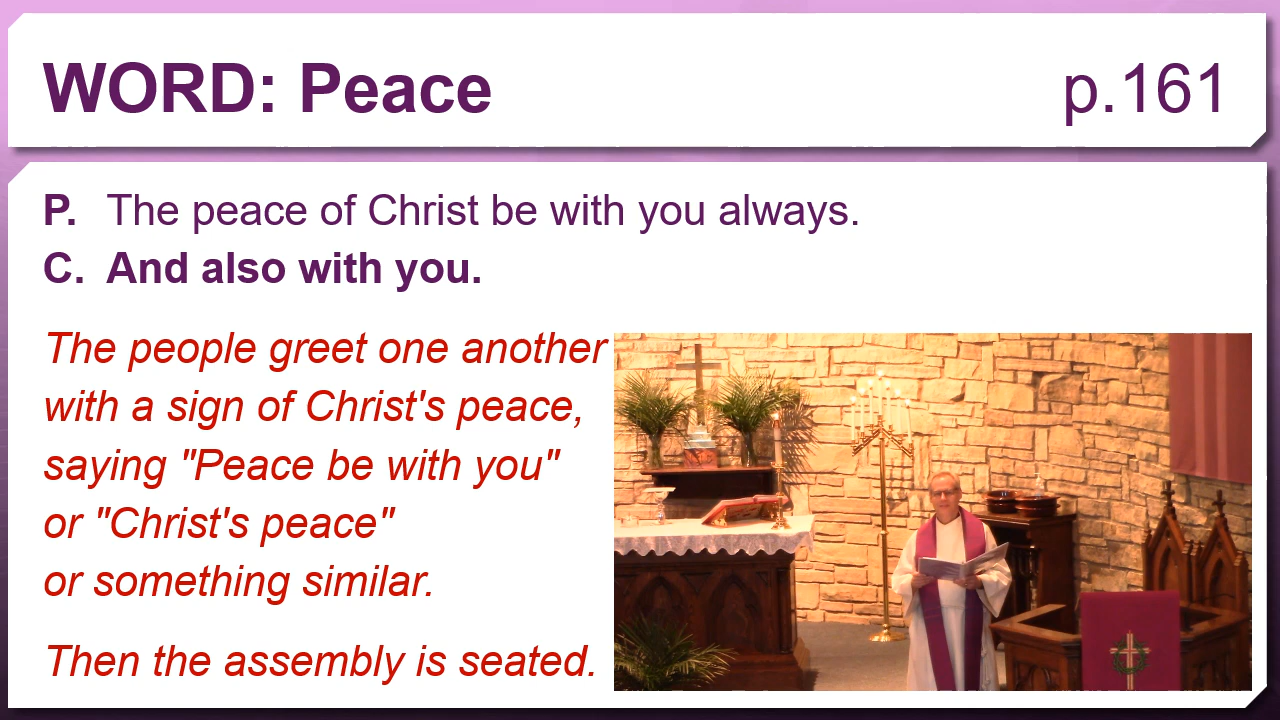 WORD: Peace p.161
P. The peace of Christ be with you always.
C. And also with you.
The people greet one another
with a sign of Christ's peace,
saying "Peace be with you"
or "Christ's peace"
or something similar.
Then the assembly is seated.